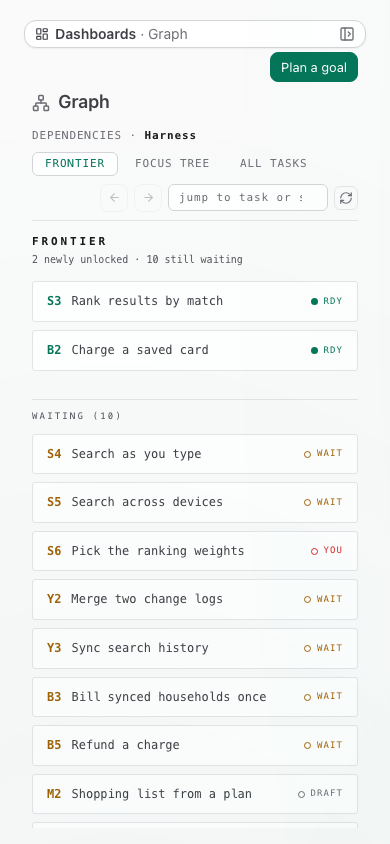 Dashboards · Graph
Plan a goal
Graph
DEPENDENCIES · Harness
FRONTIER FOCUS TREE ALL TASKS
jump to task or
FRONTIER
2 newly unlocked · 10 still waiting
S3 Rank results by match RDY
B2 Charge a saved card RDY
WAITING (10)
S4 Search as you type WAIT
S5 Search across devices WAIT
S6 Pick the ranking weights YOU
Y2 Merge two change logs WAIT
Y3 Sync search history WAIT
B3 Bill synced households once WAIT
B5 Refund a charge WAIT
M2 Shopping list from a plan DRAFT